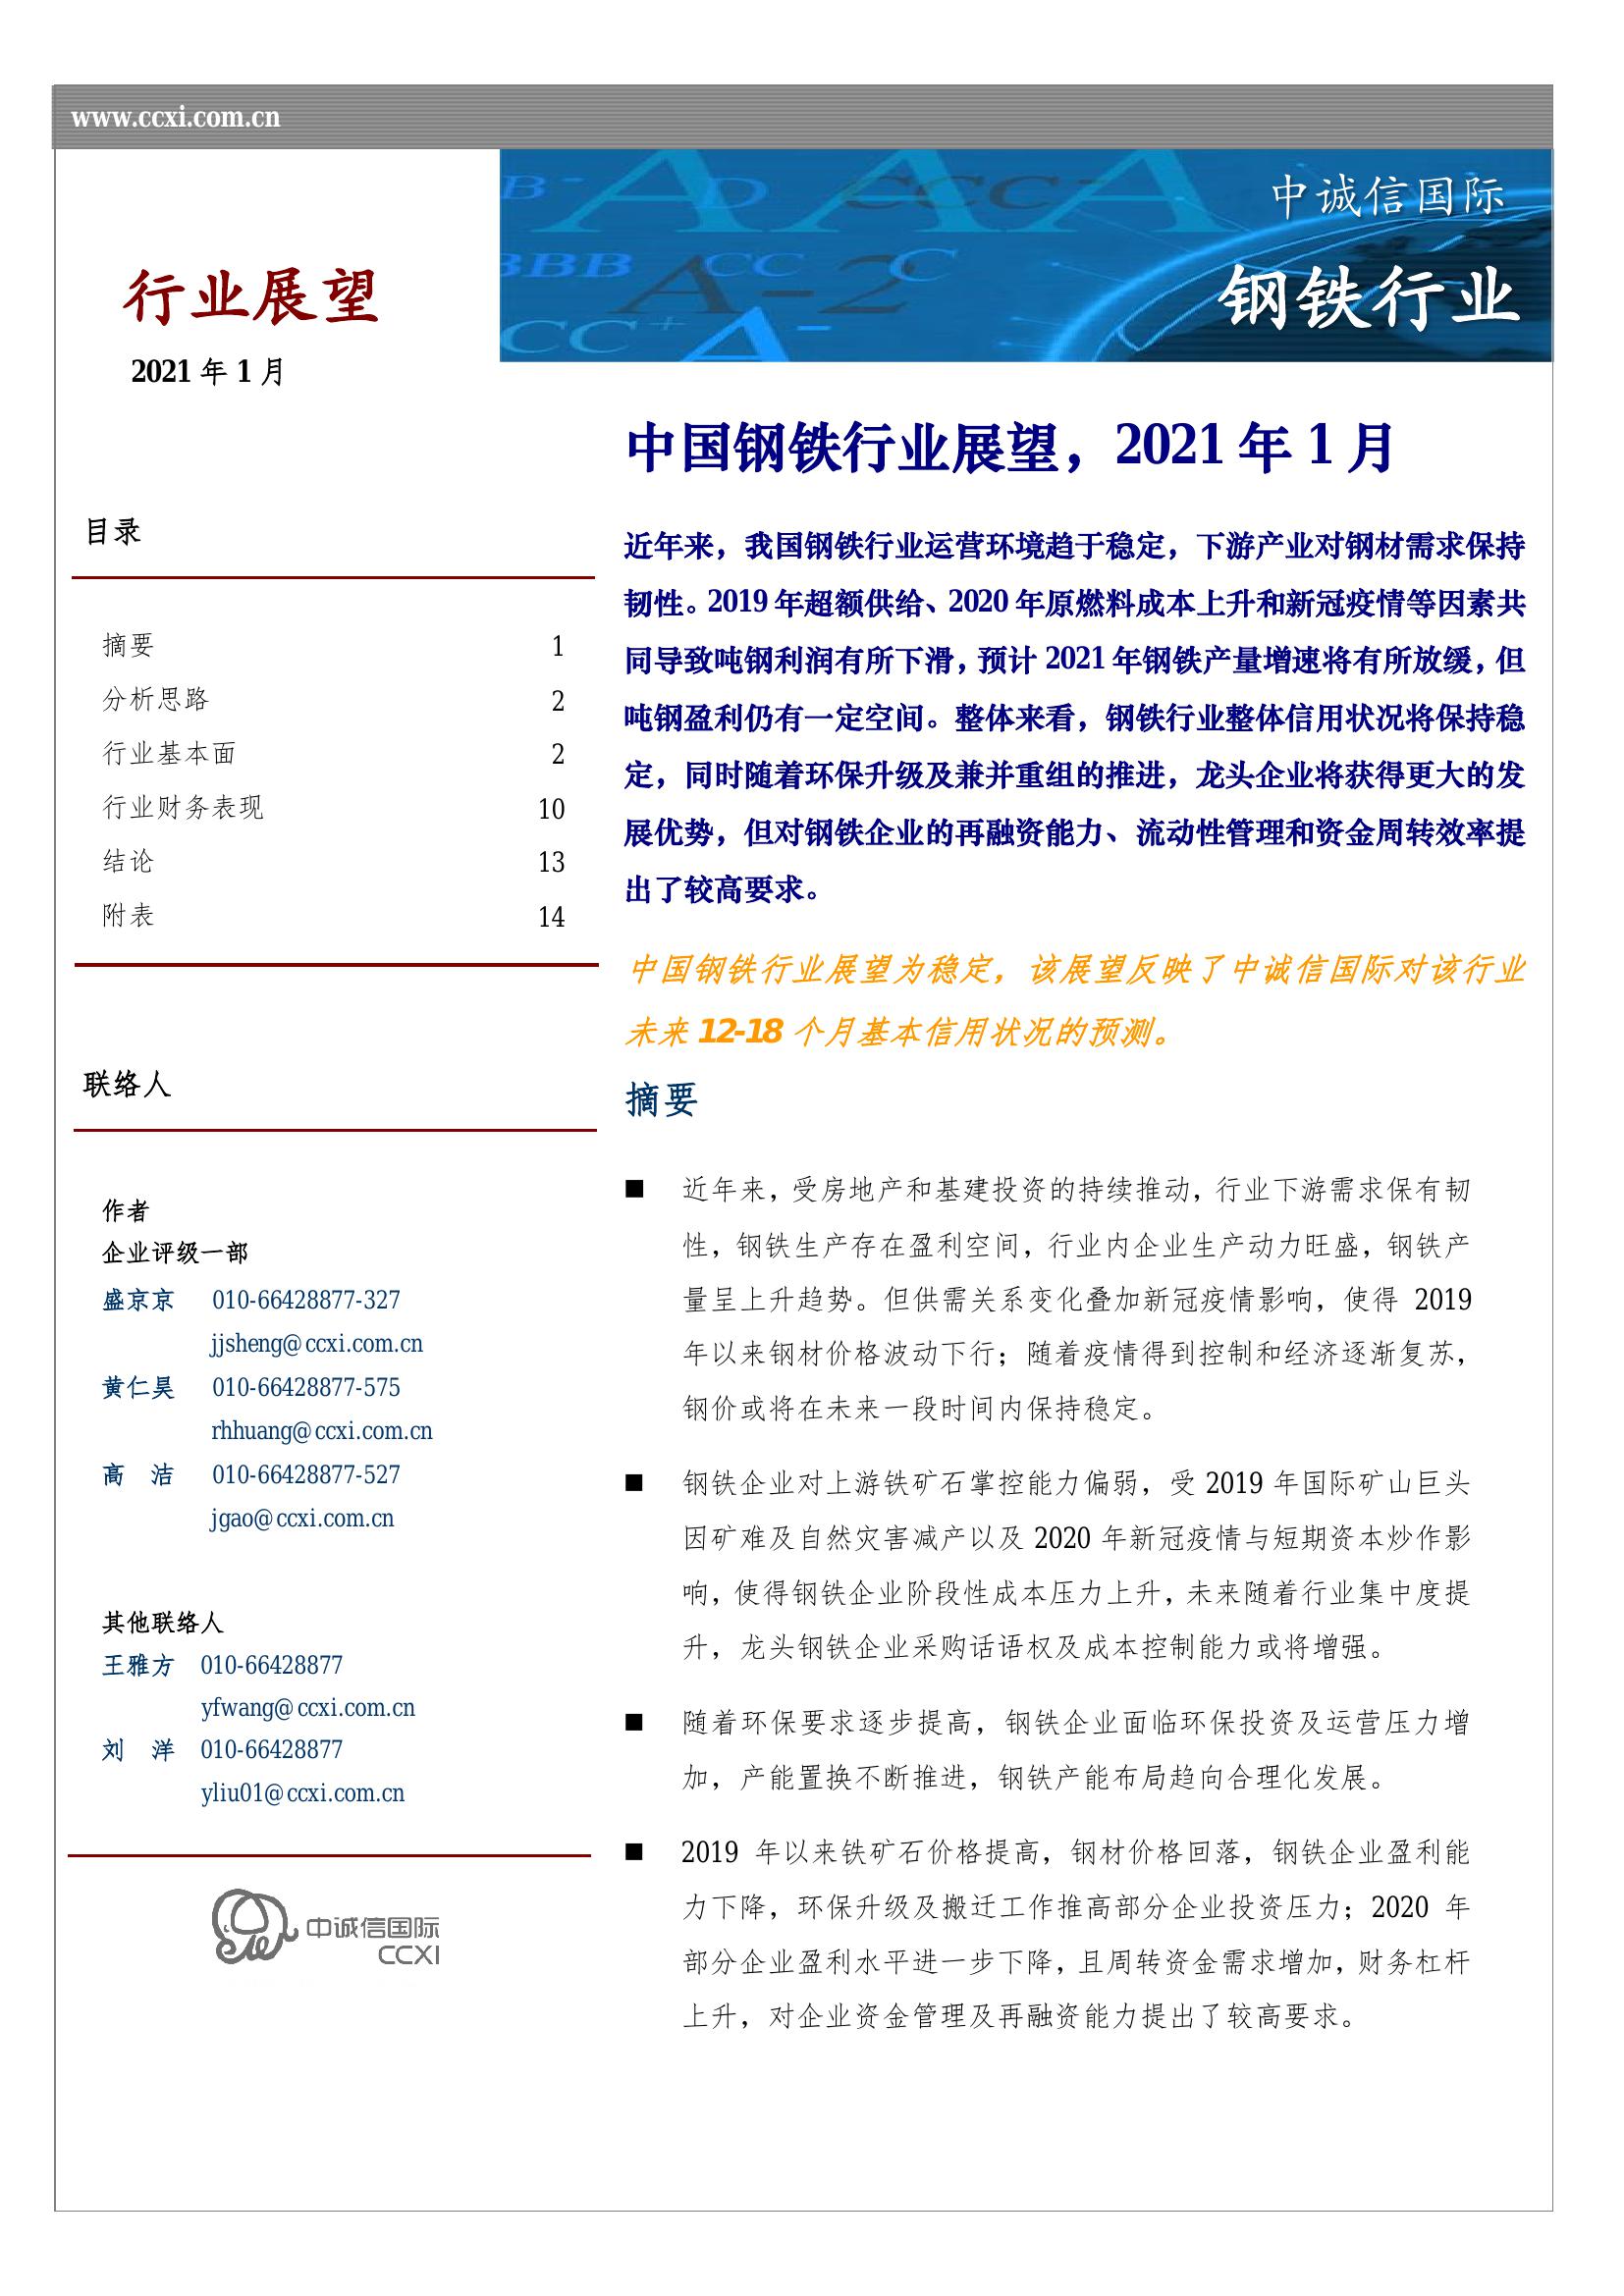 www.ccxi.com.cn
中诚信国际
钢铁行业
行业展望
2021 年 1 月
目录
摘要 1
分析思路 2
行业基本面 2
行业财务表现 10
结论 13
附表 14
联络人
作者
企业评级一部
盛京京 010-66428877-327
jjsheng@ccxi.com.cn
黄仁昊 010-66428877-575
rhhuang@ccxi.com.cn
高 洁 010-66428877-527
jgao@ccxi.com.cn
其他联络人
王雅方 010-66428877
yfwang@ccxi.com.cn
刘 洋 010-66428877
yliu01@ccxi.com.cn
中诚信国际
CCXI
中国钢铁行业展望，2021 年 1 月
近年来，我国钢铁行业运营环境趋于稳定，下游产业对钢材需求保持
韧性。2019 年超额供给、2020 年原燃料成本上升和新冠疫情等因素共
同导致吨钢利润有所下滑，预计 2021 年钢铁产量增速将有所放缓，但
吨钢盈利仍有一定空间。整体来看，钢铁行业整体信用状况将保持稳
定，同时随着环保升级及兼并重组的推进，龙头企业将获得更大的发
展优势，但对钢铁企业的再融资能力、流动性管理和资金周转效率提
出了较高要求。
中国钢铁行业展望为稳定，该展望反映了中诚信国际对该行业
未来 12-18 个月基本信用状况的预测。
摘要
■ 近年来，受房地产和基建投资的持续推动，行业下游需求保有韧
性，钢铁生产存在盈利空间，行业内企业生产动力旺盛，钢铁产
量呈上升趋势。但供需关系变化叠加新冠疫情影响，使得 2019
年以来钢材价格波动下行；随着疫情得到控制和经济逐渐复苏，
钢价或将在未来一段时间内保持稳定。
■ 钢铁企业对上游铁矿石掌控能力偏弱，受 2019 年国际矿山巨头
因矿难及自然灾害减产以及 2020 年新冠疫情与短期资本炒作影
响，使得钢铁企业阶段性成本压力上升，未来随着行业集中度提
升，龙头钢铁企业采购话语权及成本控制能力或将增强。
■ 随着环保要求逐步提高，钢铁企业面临环保投资及运营压力增
加，产能置换不断推进，钢铁产能布局趋向合理化发展。
■ 2019 年以来铁矿石价格提高，钢材价格回落，钢铁企业盈利能
力下降，环保升级及搬迁工作推高部分企业投资压力；2020 年
部分企业盈利水平进一步下降，且周转资金需求增加，财务杠杆
上升，对企业资金管理及再融资能力提出了较高要求。